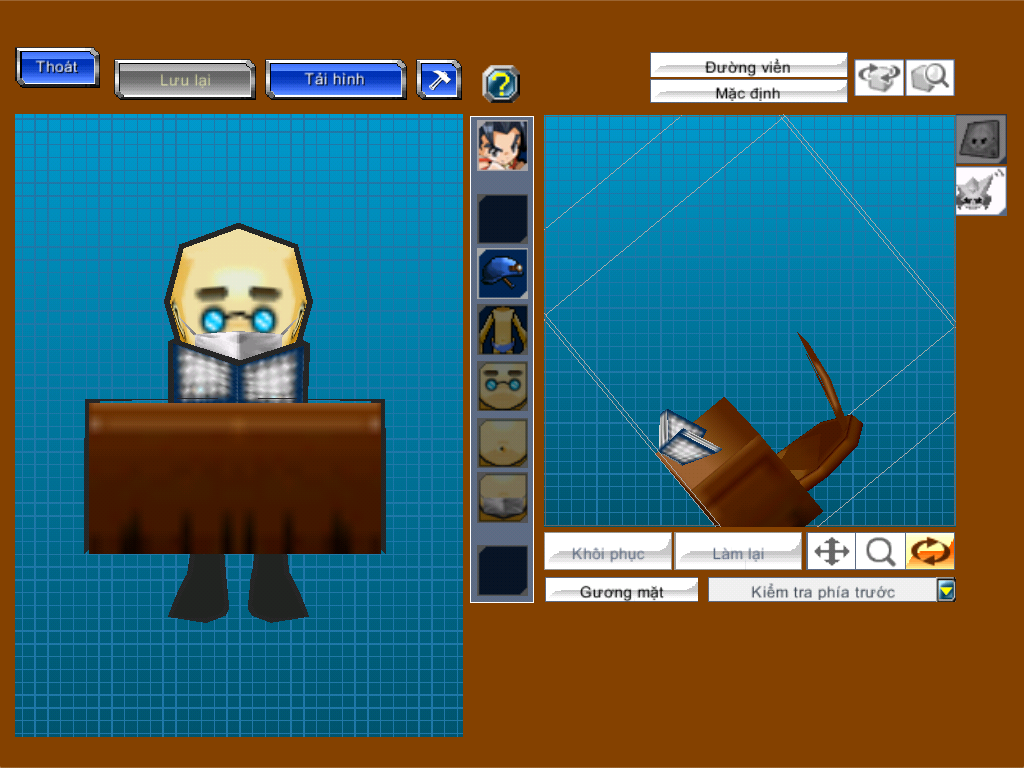 Thoát
Lưu lại
Tải hình
?
Đường viền
Mặc định
Khôi phục
Làm lại
Gương mặt
Kiểm tra phía trước